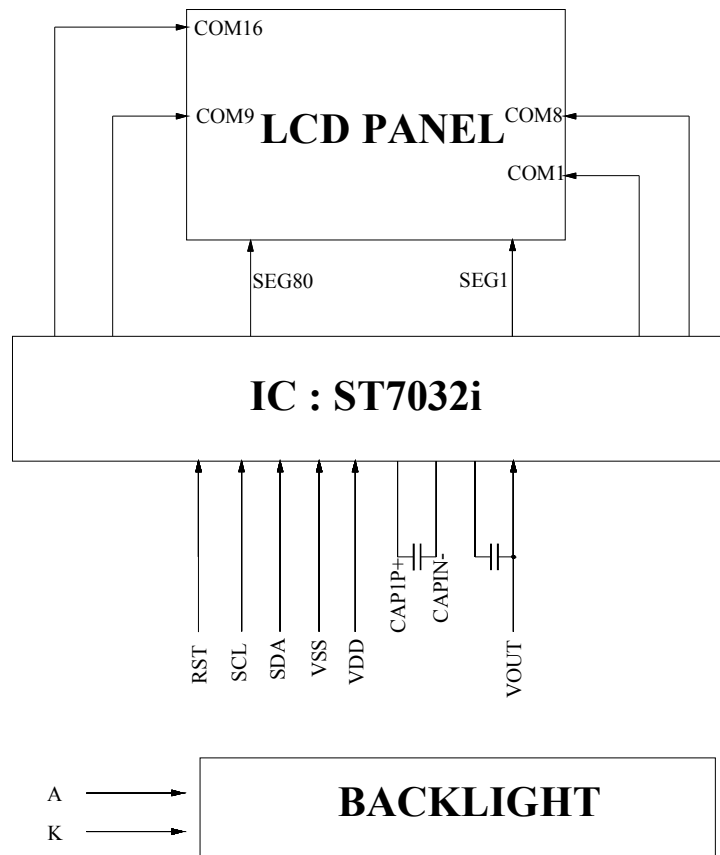 COM16
COM9
COM8
LCD PANEL
COM1
SEG80
SEG1
IC : ST7032i
RST
SCL
SDA
VSS
VDD
CAP1P+
CAPIN-
VOUT
A
K
BACKLIGHT